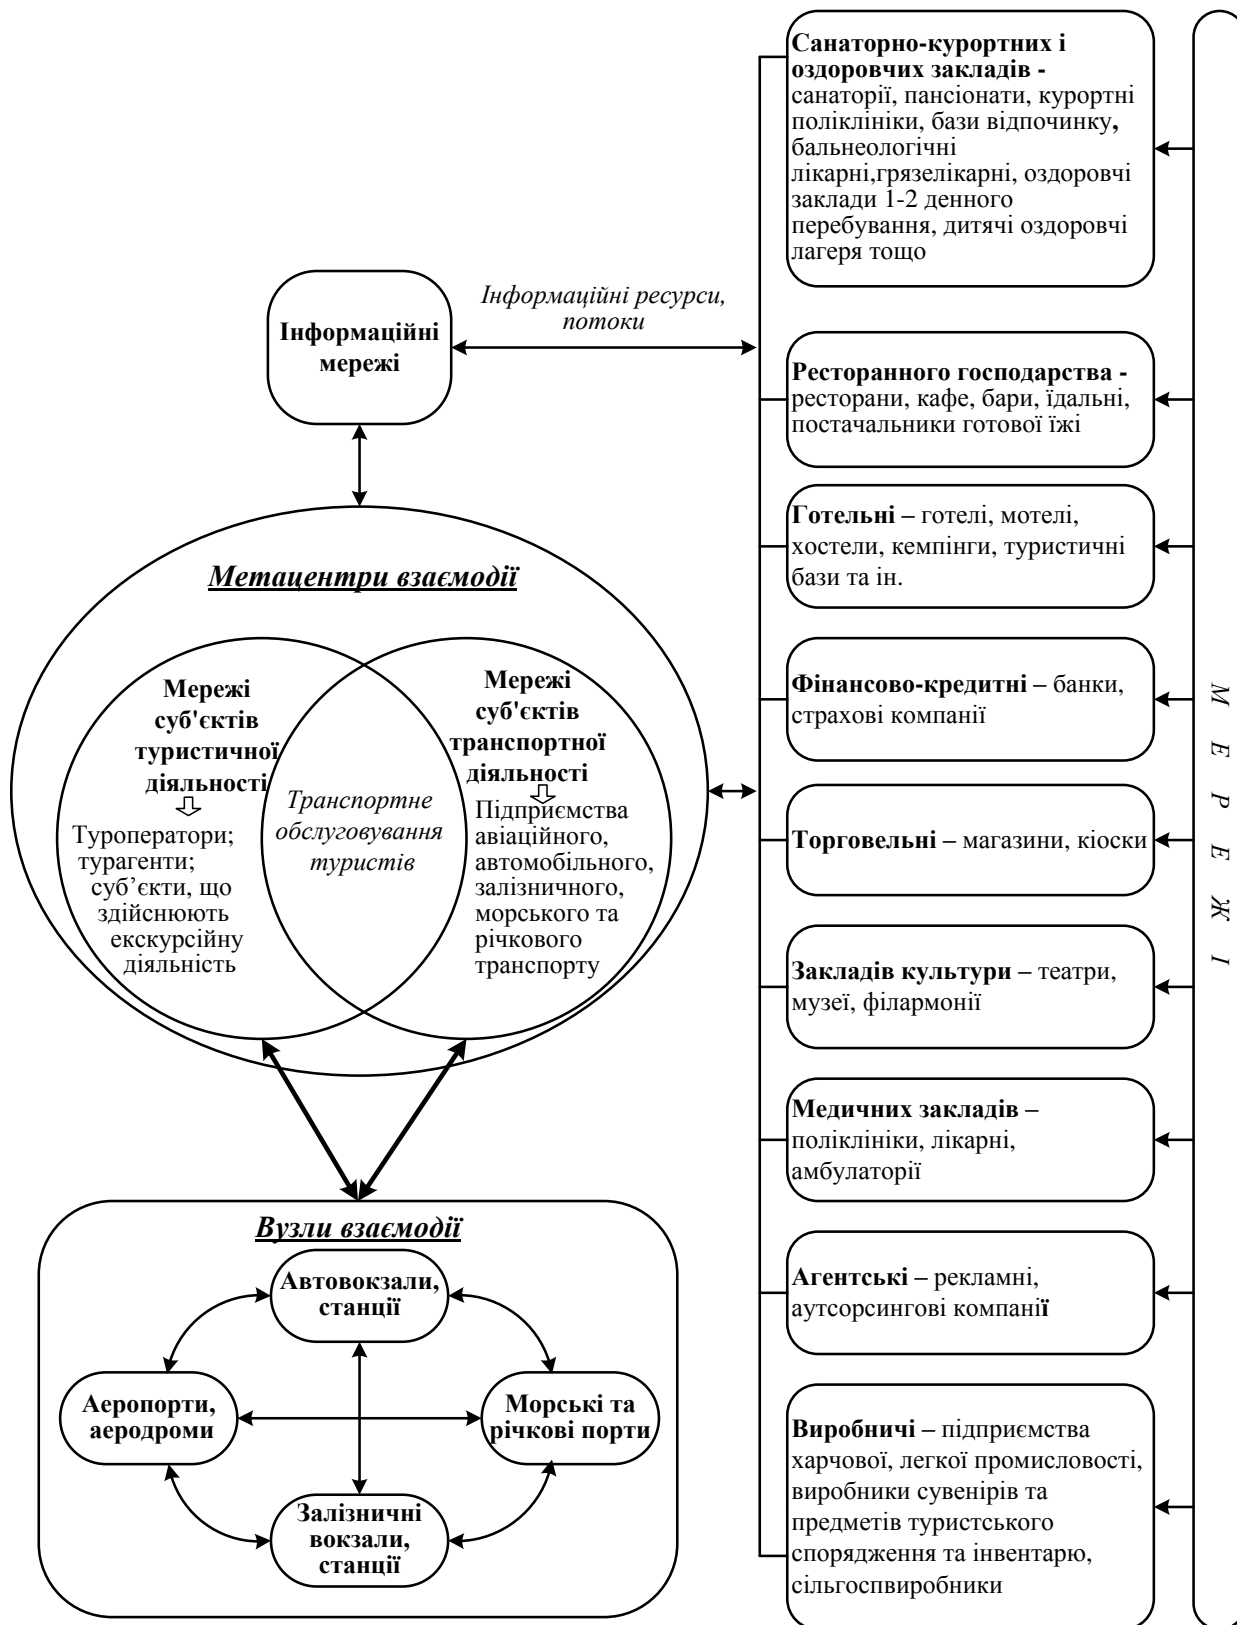 Санаторно-курортних і
оздоровчих закладів -
санаторії, пансіонати, курортні
поліклініки, бази відпочинку,
бальнеологічні
лікарні,грязелікарні, оздоровчі
заклади 1-2 денного
перебування, дитячі оздоровчі
лагеря тощо
Інформаційні ресурси,
потоки
Інформаційні
мережі
Ресторанного господарства -
ресторани, кафе, бари, їдальні,
постачальники готової їжі
Готельні – готелі, мотелі,
хостели, кемпінги, туристичні
бази та ін.
Метацентри взаємодії
Мережі
суб'єктів
туристичної
діяльності
Туроператори;
турагенти;
суб’єкти, що
здійснюють
екскурсійну
діяльність
Транспортне
обслуговування
туристів
Мережі
суб'єктів
транспортної
діяльності
Підприємства
авіаційного,
автомобільного,
залізничного,
морського та
річкового
транспорту
Фінансово-кредитні – банки,
страхові компанії
Торговельні – магазини, кіоски
Закладів культури – театри,
музеї, філармонії
Медичних закладів –
поліклініки, лікарні,
амбулаторії
Агентські – рекламні,
аутсорсингові компанії
Виробничі – підприємства
харчової, легкої промисловості,
виробники сувенірів та
предметів туристського
спорядження та інвентарю,
сільгоспвиробники
М Е Р Е Ж І
Вузли взаємодії
Автовокзали,
станції
Аеропорти,
аеродроми
Морські та
річкові порти
Залізничні
вокзали,
станції